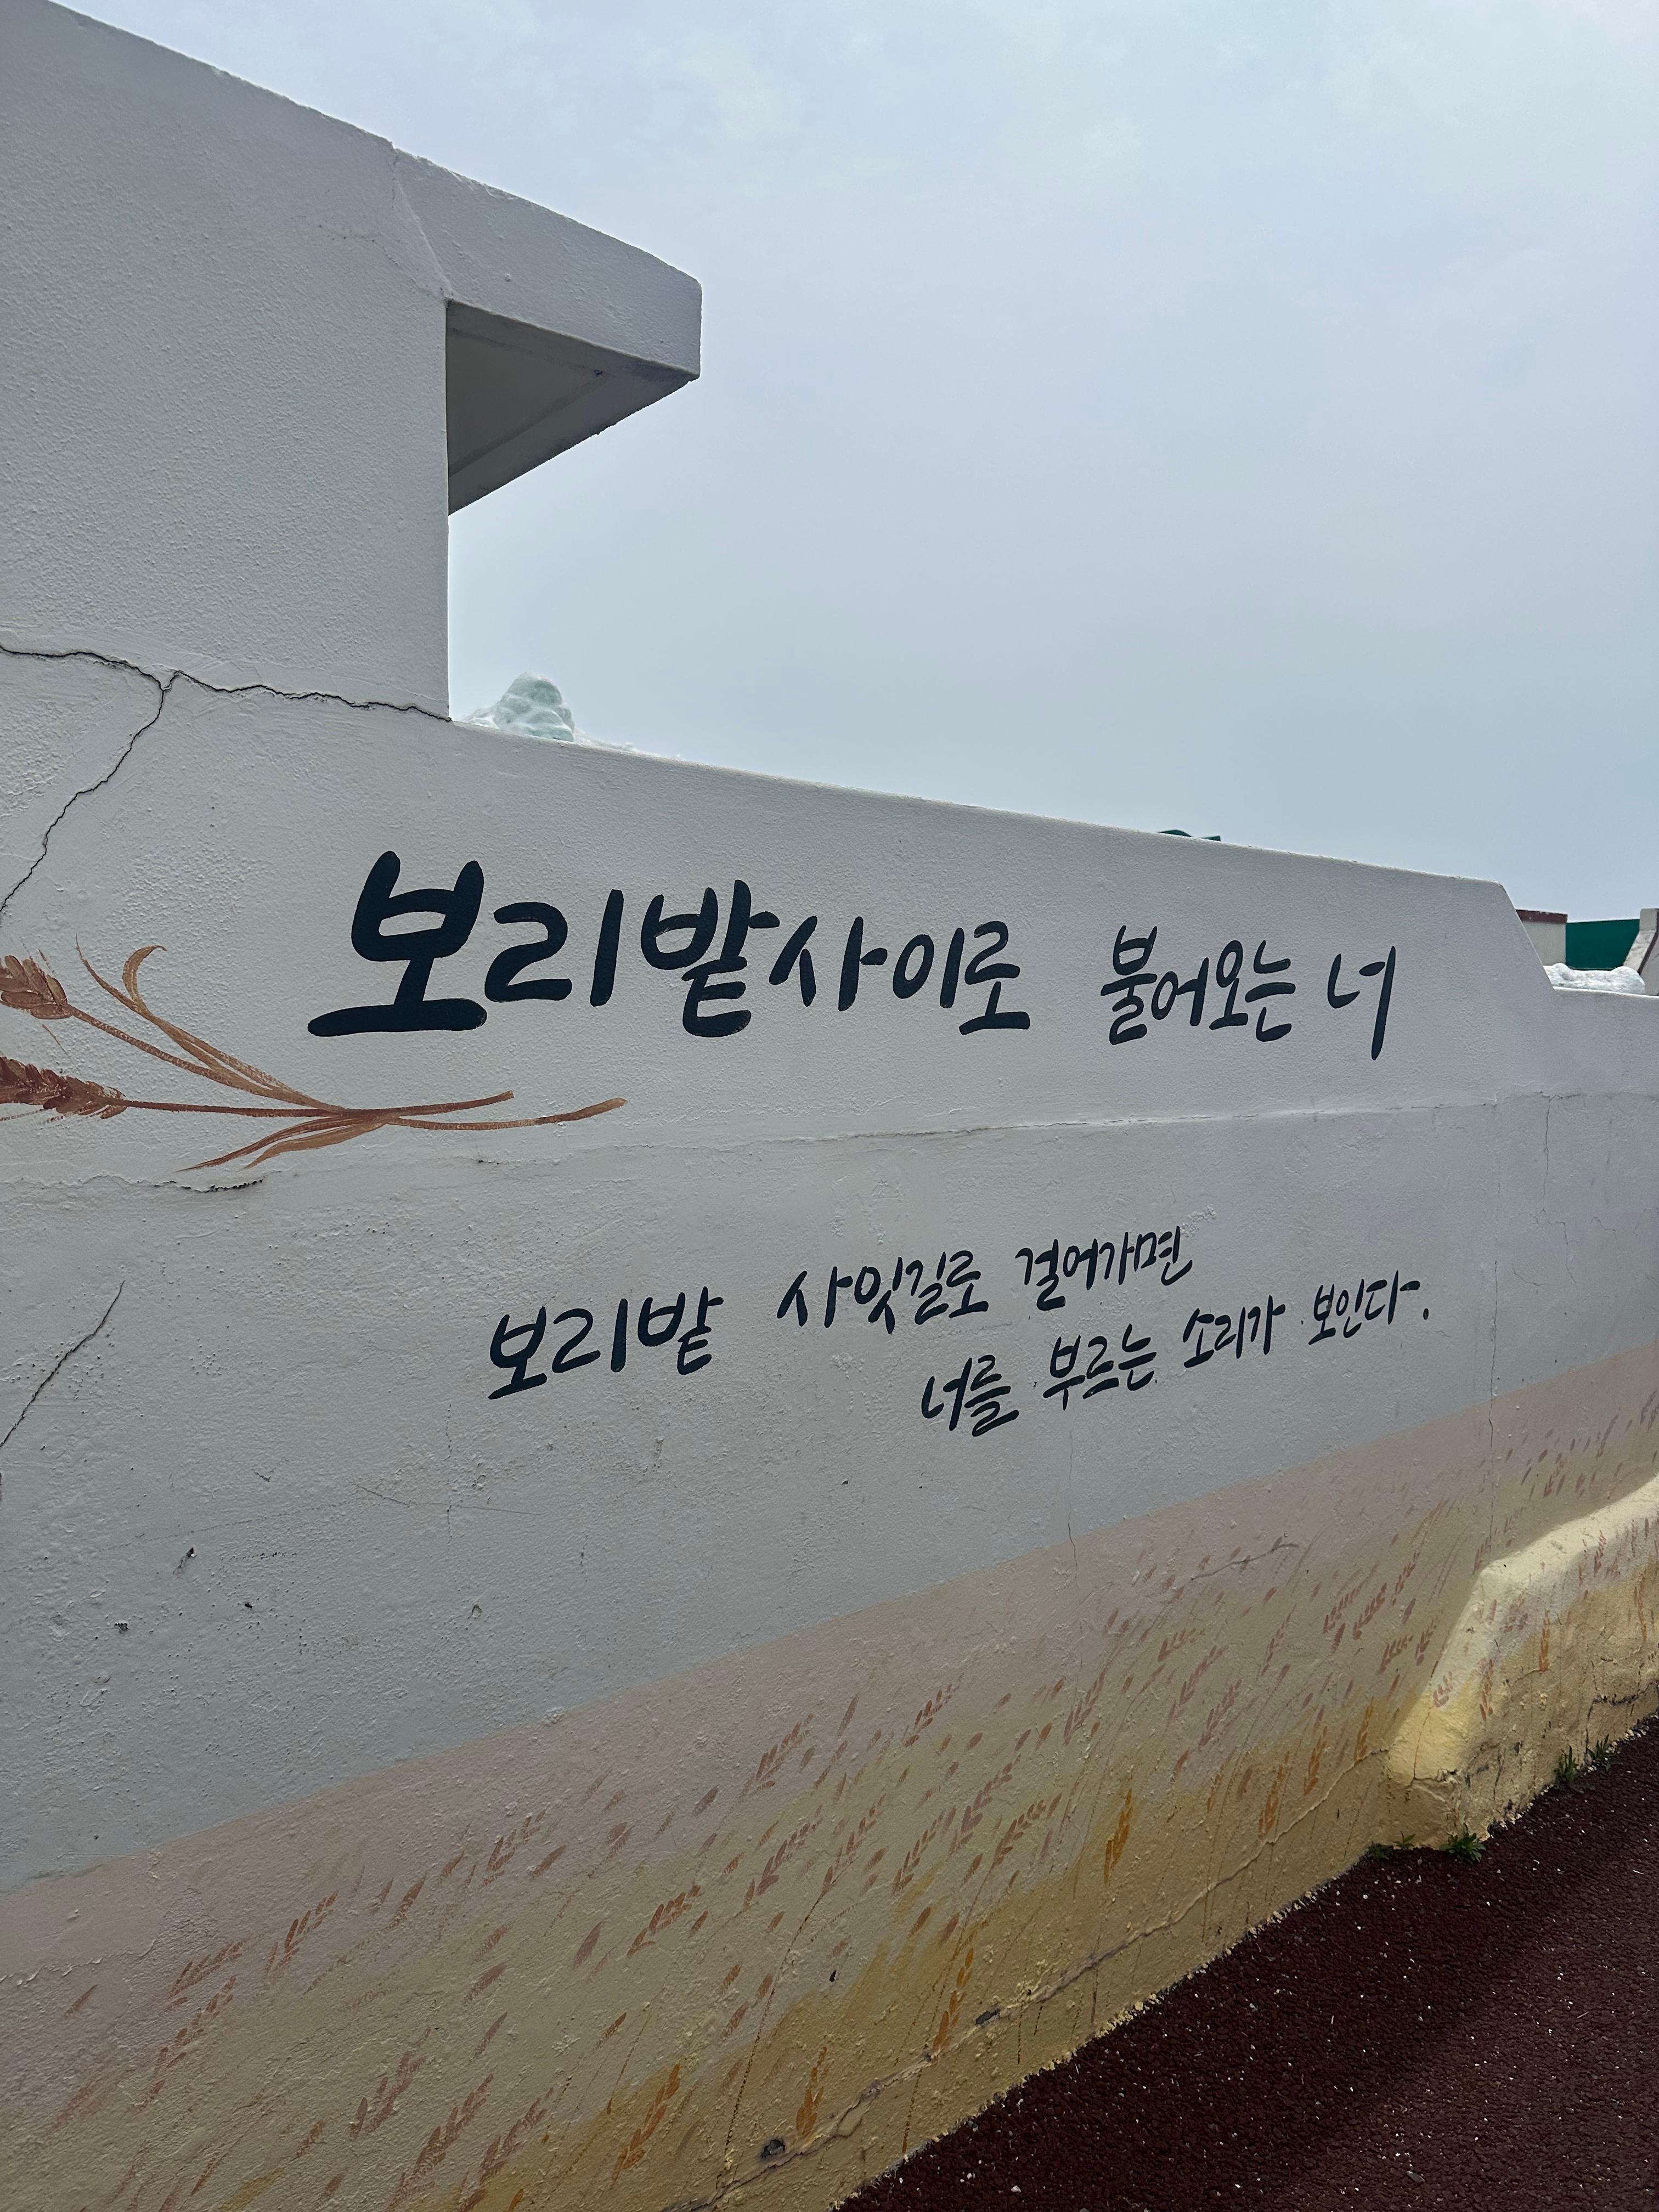 보리밭사이로 불어오는 너
보리밭 사잇길로 걸어가면
너를 부르는 소리가 보인다.